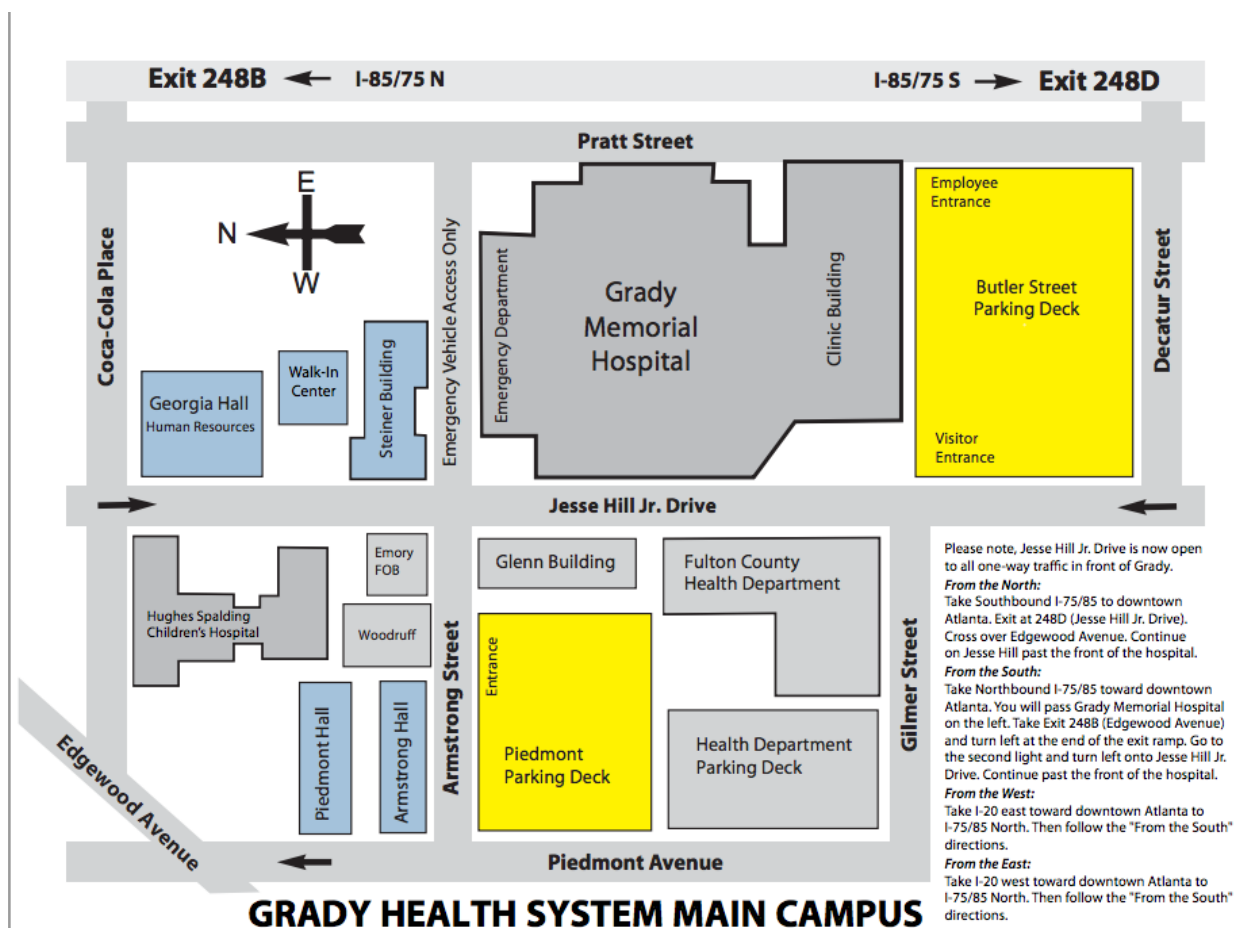 Exit 248B
I-85/75 N
I-85/75 S
Exit 248D
Pratt Street
E
N
W
Coca-Cola Place
Emergency Vehicle Access Only
Emergency Department
Grady
Memorial
Hospital
Clinic Building
Employee
Entrance
Butler Street
Parking Deck
Visitor
Entrance
Decatur Street
Georgia Hall
Human Resources
Walk-In
Center
Steiner Building
Jesse Hill Jr. Drive
Hughes Spalding
Children's Hospital
Emory
FOB
Woodruff
Piedmont Hall
Armstrong Hall
Armstrong Street
Glenn Building
Entrance
Piedmont
Parking Deck
Fulton County
Health Department
Health Department
Parking Deck
Gilmer Street
Edgewood Avenue
Piedmont Avenue
Please note, Jesse Hill Jr. Drive is now open
to all one-way traffic in front of Grady.
From the North:
Take Southbound I-75/85 to downtown
Atlanta. Exit at 248D (Jesse Hill Jr. Drive).
Cross over Edgewood Avenue. Continue
on Jesse Hill past the front of the hospital.
From the South:
Take Northbound I-75/85 toward downtown
Atlanta. You will pass Grady Memorial Hospital
on the left. Take Exit 248B (Edgewood Avenue)
and turn left at the end of the exit ramp. Go to
the second light and turn left onto Jesse Hill Jr.
Drive. Continue past the front of the hospital.
From the West:
Take I-20 east toward downtown Atlanta to
I-75/85 North. Then follow the "From the South"
directions.
From the East:
Take I-20 west toward downtown Atlanta to
I-75/85 North. Then follow the "From the South"
directions.
GRADY HEALTH SYSTEM MAIN CAMPUS